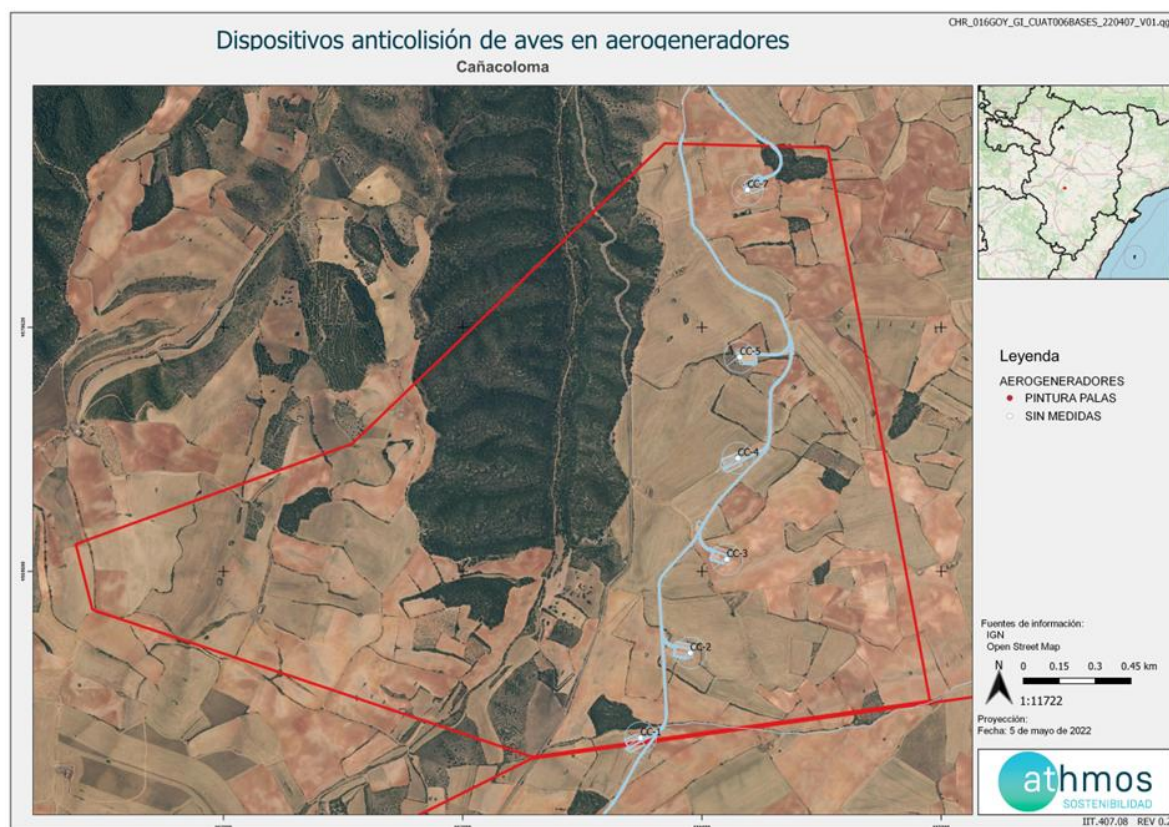 CHR_016GOY_GI_CUAT006BASES_220407_V01.qg
Dispositivos anticolisión de aves en aerogeneradores
Cañacoloma
CC-7
CC-5
CC-4
CC-3
CC-2
CC-1
Leyenda
AEROGENERADORES
PINTURA PALAS
SIN MEDIDAS
Fuentes de información:
IGN
Open Street Map
N
0 0.15 0.3 0.45 km
1:11722
Proyección:
Fecha: 5 de mayo de 2022
athmos
SOSTENIBILIDAD
IIT.407.08 REV 0.2